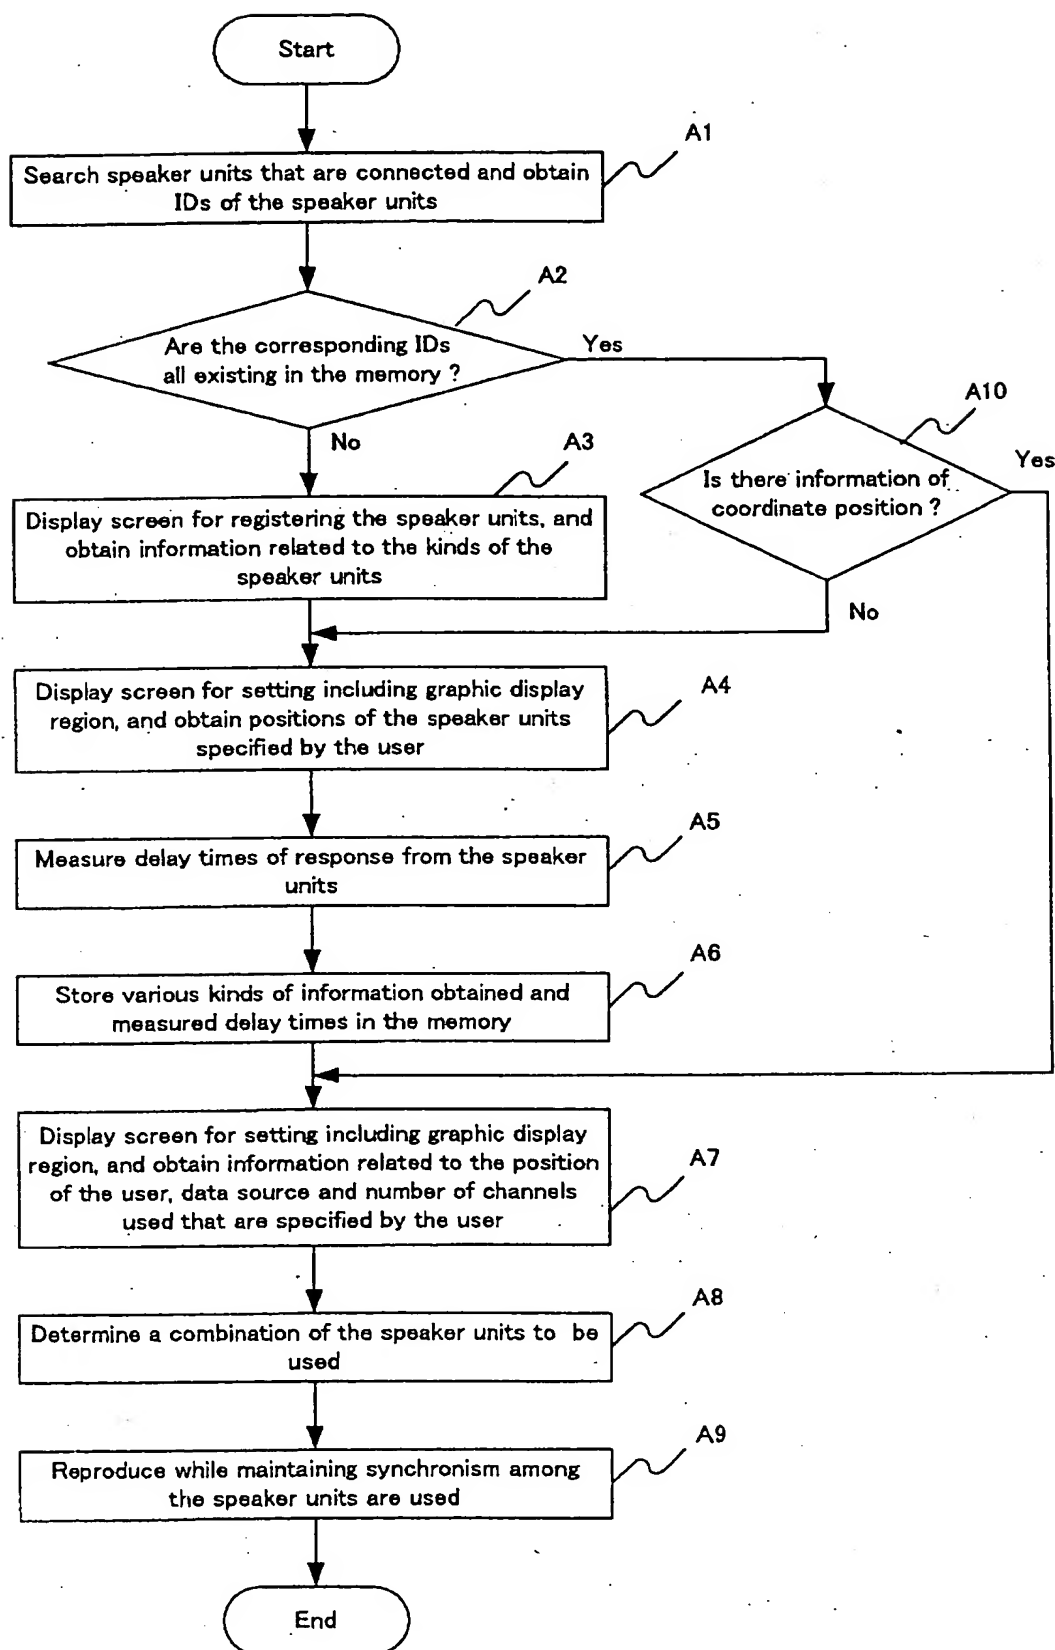 Start
A1
Search speaker units that are connected and obtain
IDs of the speaker units
A2
Are the corresponding IDs
all existing in the memory ?
Yes
No
A10
Is there information of
coordinate position ?
Yes
No
A3
Display screen for registering the speaker units, and
obtain information related to the kinds of the
speaker units
A4
Display screen for setting including graphic display
region, and obtain positions of the speaker units
specified by the user
A5
Measure delay times of response from the speaker
units
A6
Store various kinds of information obtained and
measured delay times in the memory
A7
Display screen for setting including graphic display
region, and obtain information related to the position
of the user, data source and number of channels
used that are specified by the user
A8
Determine a combination of the speaker units to be
used
A9
Reproduce while maintaining synchronism among
the speaker units are used
End